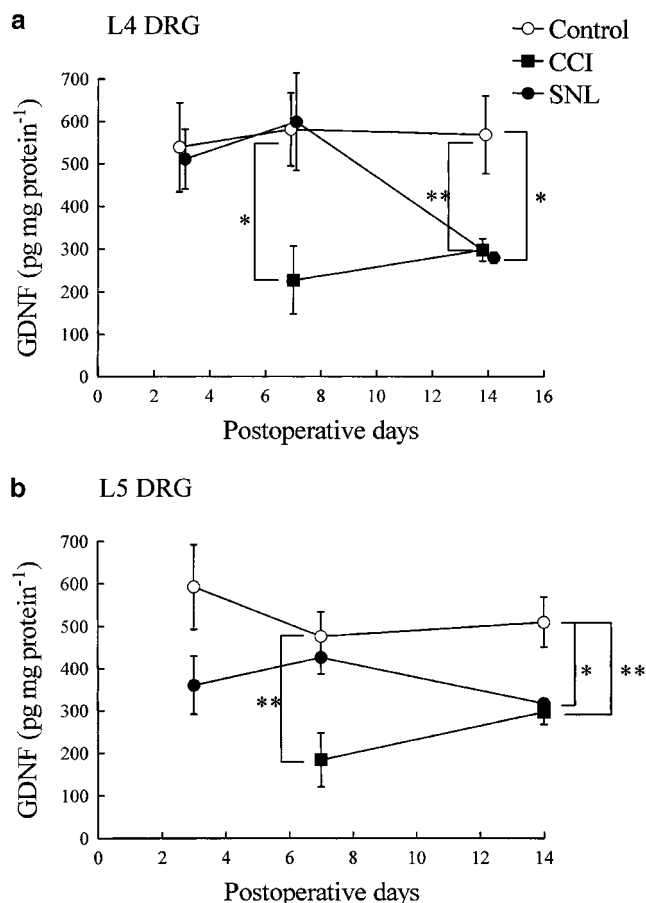 a L4 DRG
Control
CCI
SNL
700
600
500
400
300
200
100
0
GDNF (pg mg protein⁻¹)
*
**
*
0 2 4 6 8 10 12 14 16
Postoperative days
b L5 DRG
700
600
500
400
300
200
100
0
GDNF (pg mg protein⁻¹)
**
*
**
0 2 4 6 8 10 12 14
Postoperative days